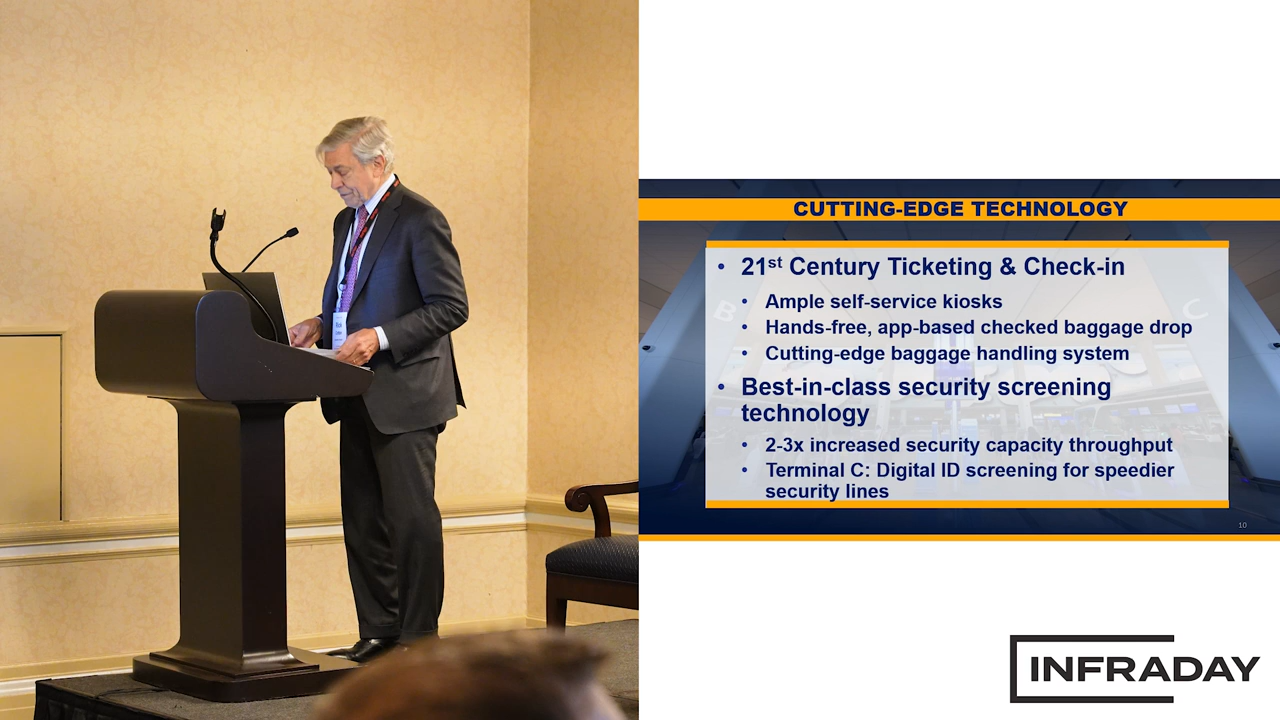 CUTTING-EDGE TECHNOLOGY
• 21st Century Ticketing & Check-in
• Ample self-service kiosks
• Hands-free, app-based checked baggage drop
• Cutting-edge baggage handling system
• Best-in-class security screening
technology
• 2-3x increased security capacity throughput
• Terminal C: Digital ID screening for speedier
security lines
B
C
10
INFRADAY